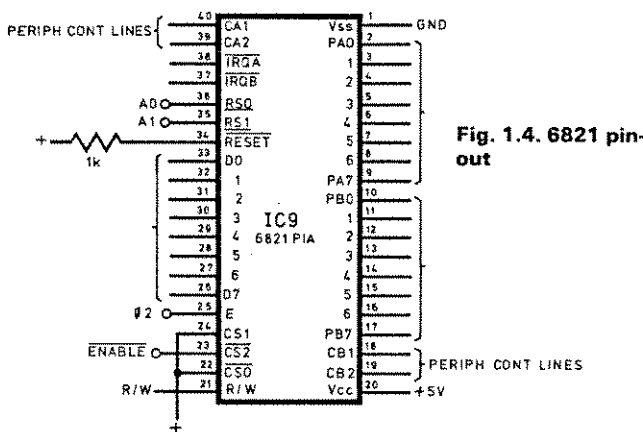 PERIPH CONT LINES
40 CA1
39 CA2
38 IRQA
37 IRQB
A0 36 RS0
A1 35 RS1
+ 1k 34 RESET
33 D0
32 1
31 2
30 3
29 4
28 5
27 6
26 D7
ø2 25 E
24 CS1
ENABLE 23 CS2
22 CS0
R/W 21 R/W
+
IC9
6821 PIA
Vss 1 GND
PA0 2
1 3
2 4
3 5
4 6
5 7
6 8
PA7 9
PB0 10
1 11
2 12
3 13
4 14
5 15
6 16
PB7 17
CB1 18
CB2 19
PERIPH CONT LINES
Vcc 20 +5V
Fig. 1.4. 6821 pin-
out